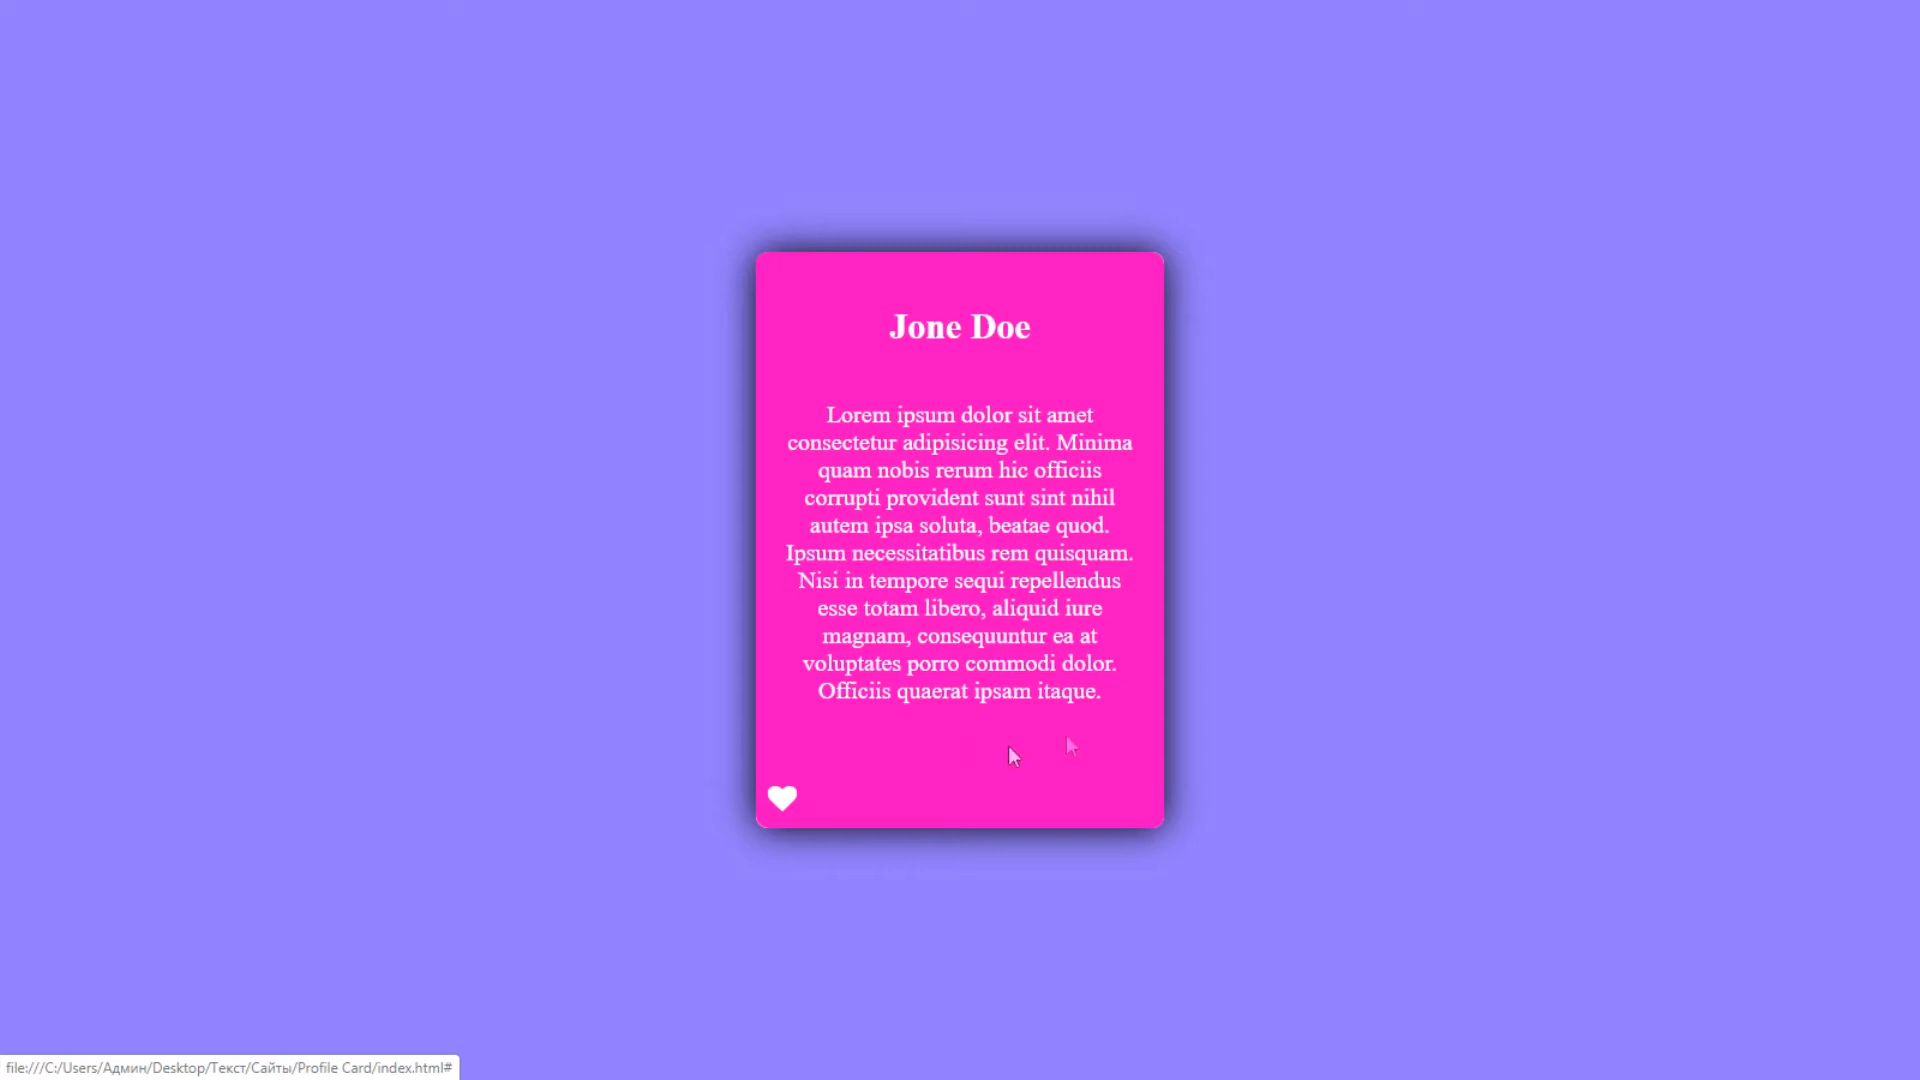 Jone Doe
Lorem ipsum dolor sit amet
consectetur adipisicing elit. Minima
quam nobis rerum hic officiis
corrupti provident sunt sint nihil
autem ipsa soluta, beatae quod.
Ipsum necessitatibus rem quisquam.
Nisi in tempore sequi repellendus
esse totam libero, aliquid iure
magnam, consequuntur ea at
voluptates porro commodi dolor.
Officiis quaerat ipsam itaque.
file:///C:/Users/Админ/Desktop/Текст/Сайты/Profile Card/index.html#